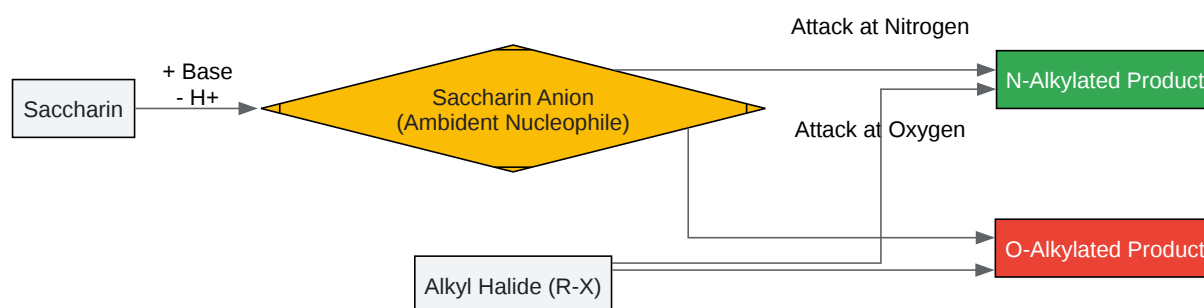 Attack at Nitrogen
+ Base
- H+
Saccharin
Saccharin Anion
(Ambident Nucleophile)
N-Alkylated Product
Attack at Oxygen
O-Alkylated Product
Alkyl Halide (R-X)